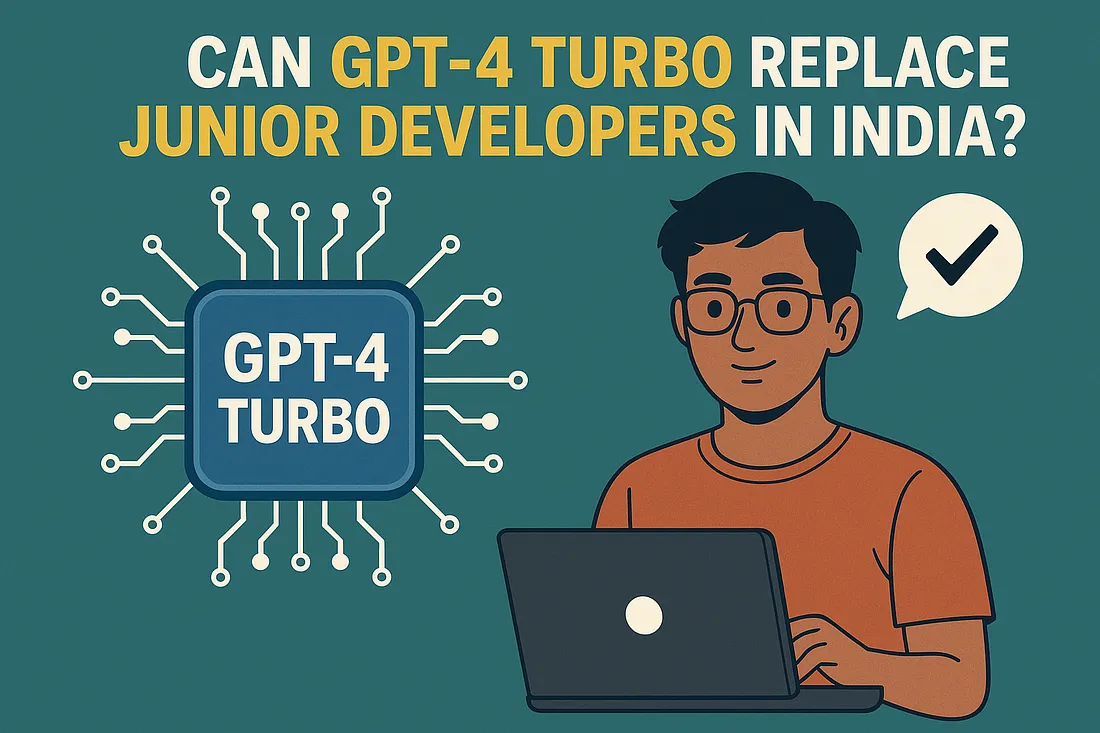 CAN GPT-4 TURBO REPLACE
JUNIOR DEVELOPERS IN INDIA?
GPT-4
TURBO